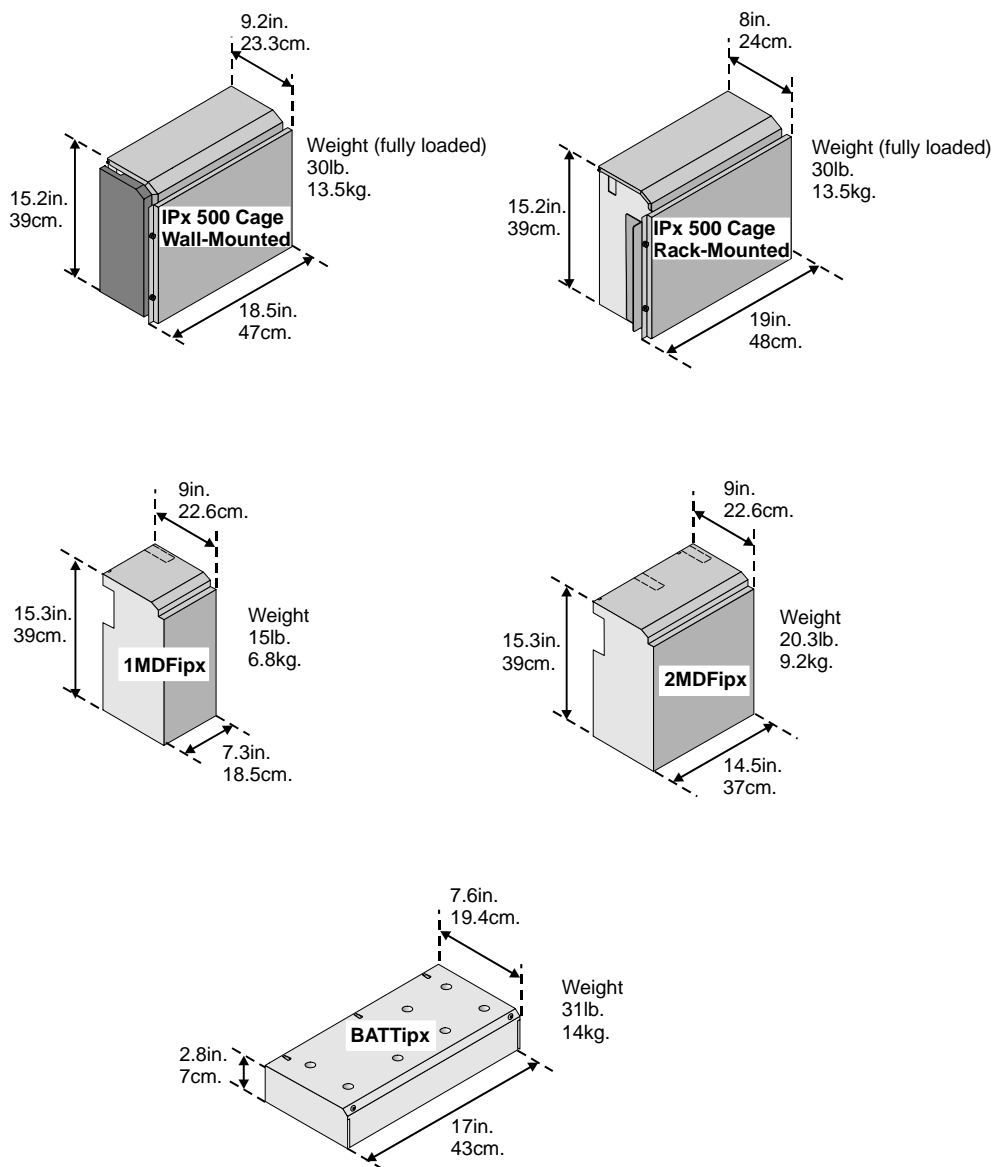 9.2in.
23.3cm.
Weight (fully loaded)
30lb.
13.5kg.
15.2in.
39cm.
IPx 500 Cage
Wall-Mounted
18.5in.
47cm.
8in.
24cm.
Weight (fully loaded)
30lb.
13.5kg.
15.2in.
39cm.
IPx 500 Cage
Rack-Mounted
19in.
48cm.
9in.
22.6cm.
15.3in.
39cm.
Weight
15lb.
6.8kg.
1MDFipx
7.3in.
18.5cm.
9in.
22.6cm.
15.3in.
39cm.
Weight
20.3lb.
9.2kg.
2MDFipx
14.5in.
37cm.
7.6in.
19.4cm.
Weight
31lb.
14kg.
BATTipx
2.8in.
7cm.
17in.
43cm.